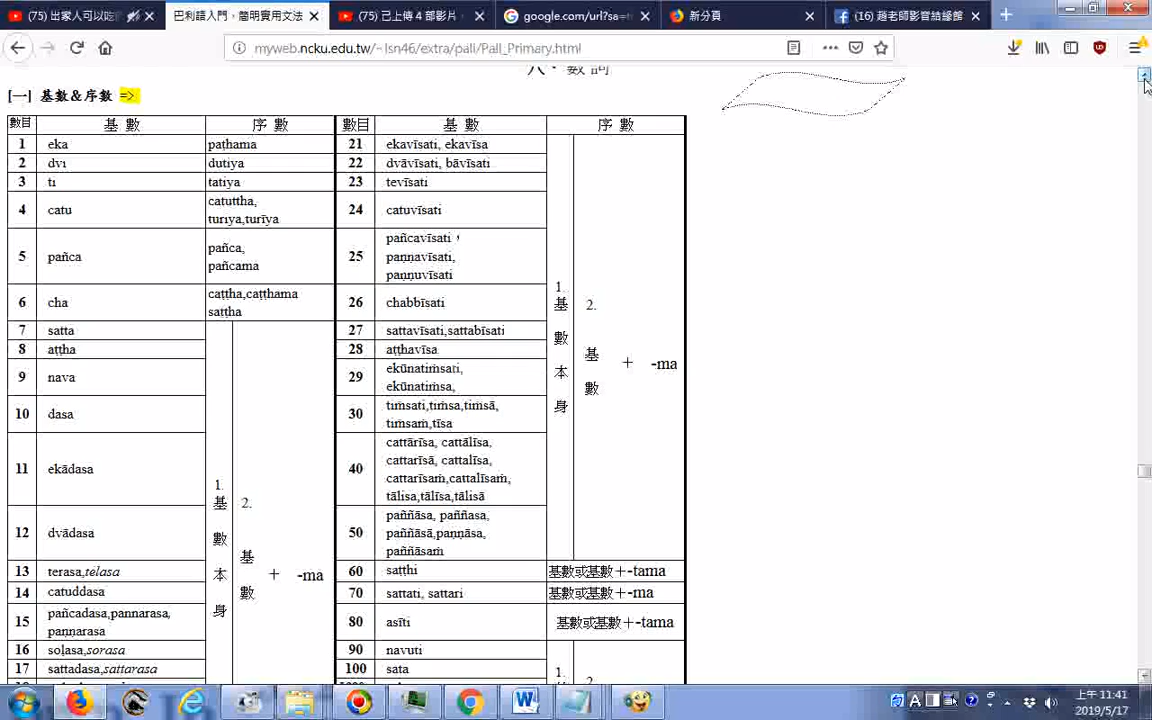 (75) 出家人可以吃
巴利語入門，簡明實用文法
(75) 己上傳 4 部影片
google.com/url?sa=t
新分頁
(16) 趙老師影音結緣館
myweb.ncku.edu.tw/~lsn46/extra/pali/Pall_Primary.html
八、數詞
[一] 基數&序數 =>
數目 基 數 序 數 數目 基 數 序 數
1 eka paṭhama 21 ekavīsati, ekavīsa
2 dvi dutiya 22 dvāvīsati, bāvīsati
3 ti tatiya 23 tevīsati
4 catu catuttha, turiya,turīya 24 catuvīsati
5 pañca pañca, pañcama 25 pañcavīsati， paṇṇavīsati, paṇṇuvīsati
6 cha caṭṭha,caṭṭhama saṭṭha 26 chabbīsati
7 satta 27 sattavīsati,sattabīsati
8 aṭṭha 28 aṭṭhavīsa
9 nava 29 ekūnatiṁsati, ekūnatiṁsa,
10 dasa 30 tiṁsati,tiṁsa,tiṁsā, tiṁsaṁ,tīsa
11 ekādasa 40 cattārīsa, cattālīsa, cattarīsā, cattalīsa, cattarīsaṁ,cattalīsaṁ, tālisa,tālīsa,tālisā
12 dvādasa 50 paññāsa, paññasa, paññāsā,paṇṇāsa, paññāsaṁ
1. 基數本身 2. 基數 + -ma
1. 基數本身 2. 基數 + -ma
13 terasa,telasa 60 saṭṭhi 基數或基數＋-tama
14 catuddasa 70 sattati, sattari 基數或基數＋-ma
15 pañcadasa,pannarasa, paṇṇarasa 80 asīti 基數或基數＋-tama
16 soḷasa,sorasa 90 navuti
17 sattadasa,sattarasa 100 sata
1. 2.
上午 11:41
2019/5/17